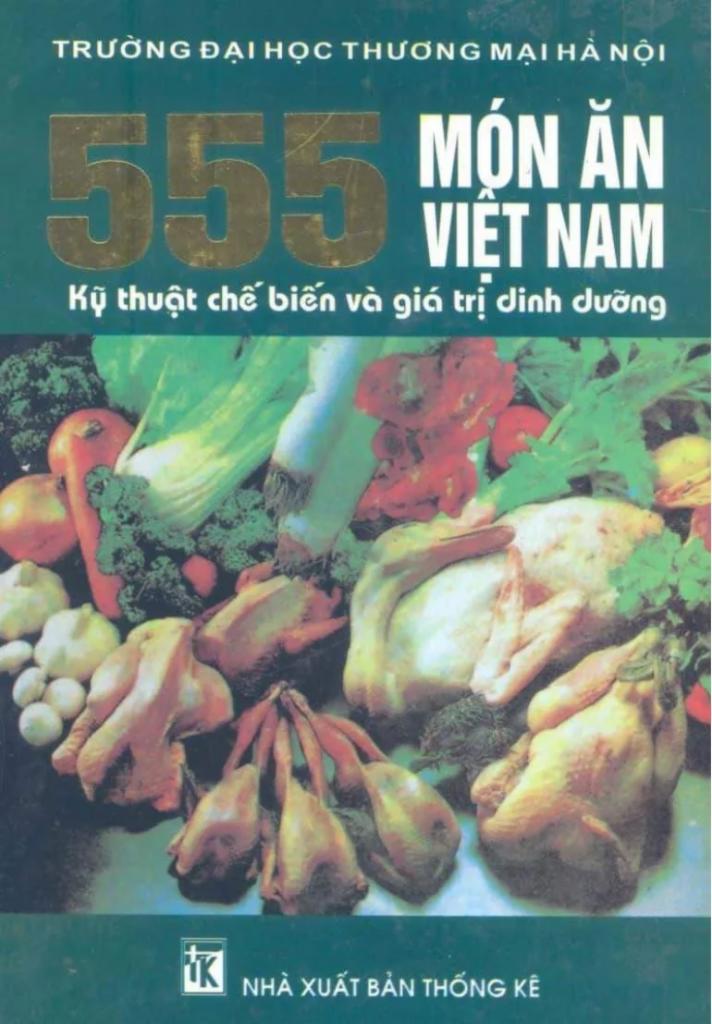 TRƯỜNG ĐẠI HỌC THƯƠNG MẠI HÀ NỘI
555 MÓN ĂN
VIỆT NAM
Kỹ thuật chế biến và giá trị dinh dưỡng
TK
NHÀ XUẤT BẢN THỐNG KÊ